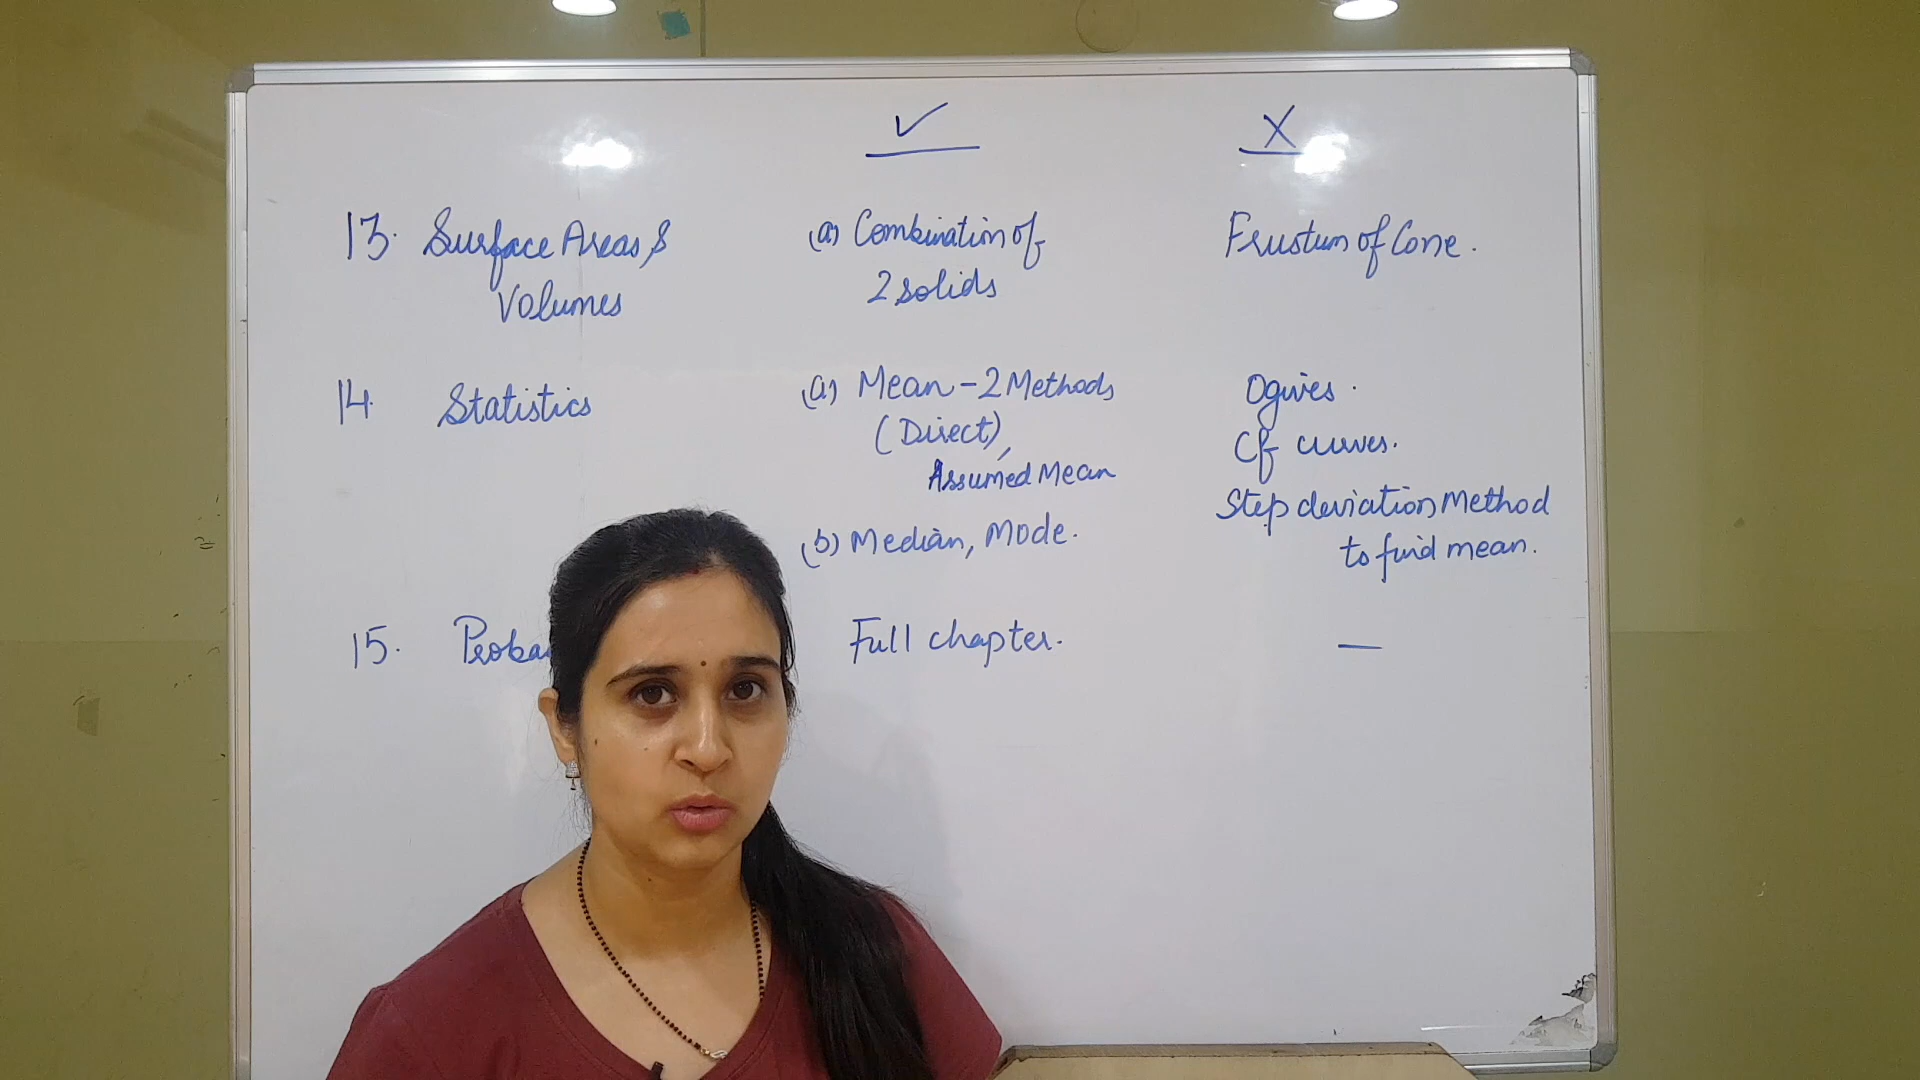 ✓ X
13. Surface Areas & (a) Combination of Frustum of Cone.
Volumes 2 solids
14. Statistics (a) Mean - 2 Methods Ogives.
(Direct), Cf curves.
Assumed Mean Step deviation Method
(b) Median, Mode. to find mean.
15. Proba Full chapter. —